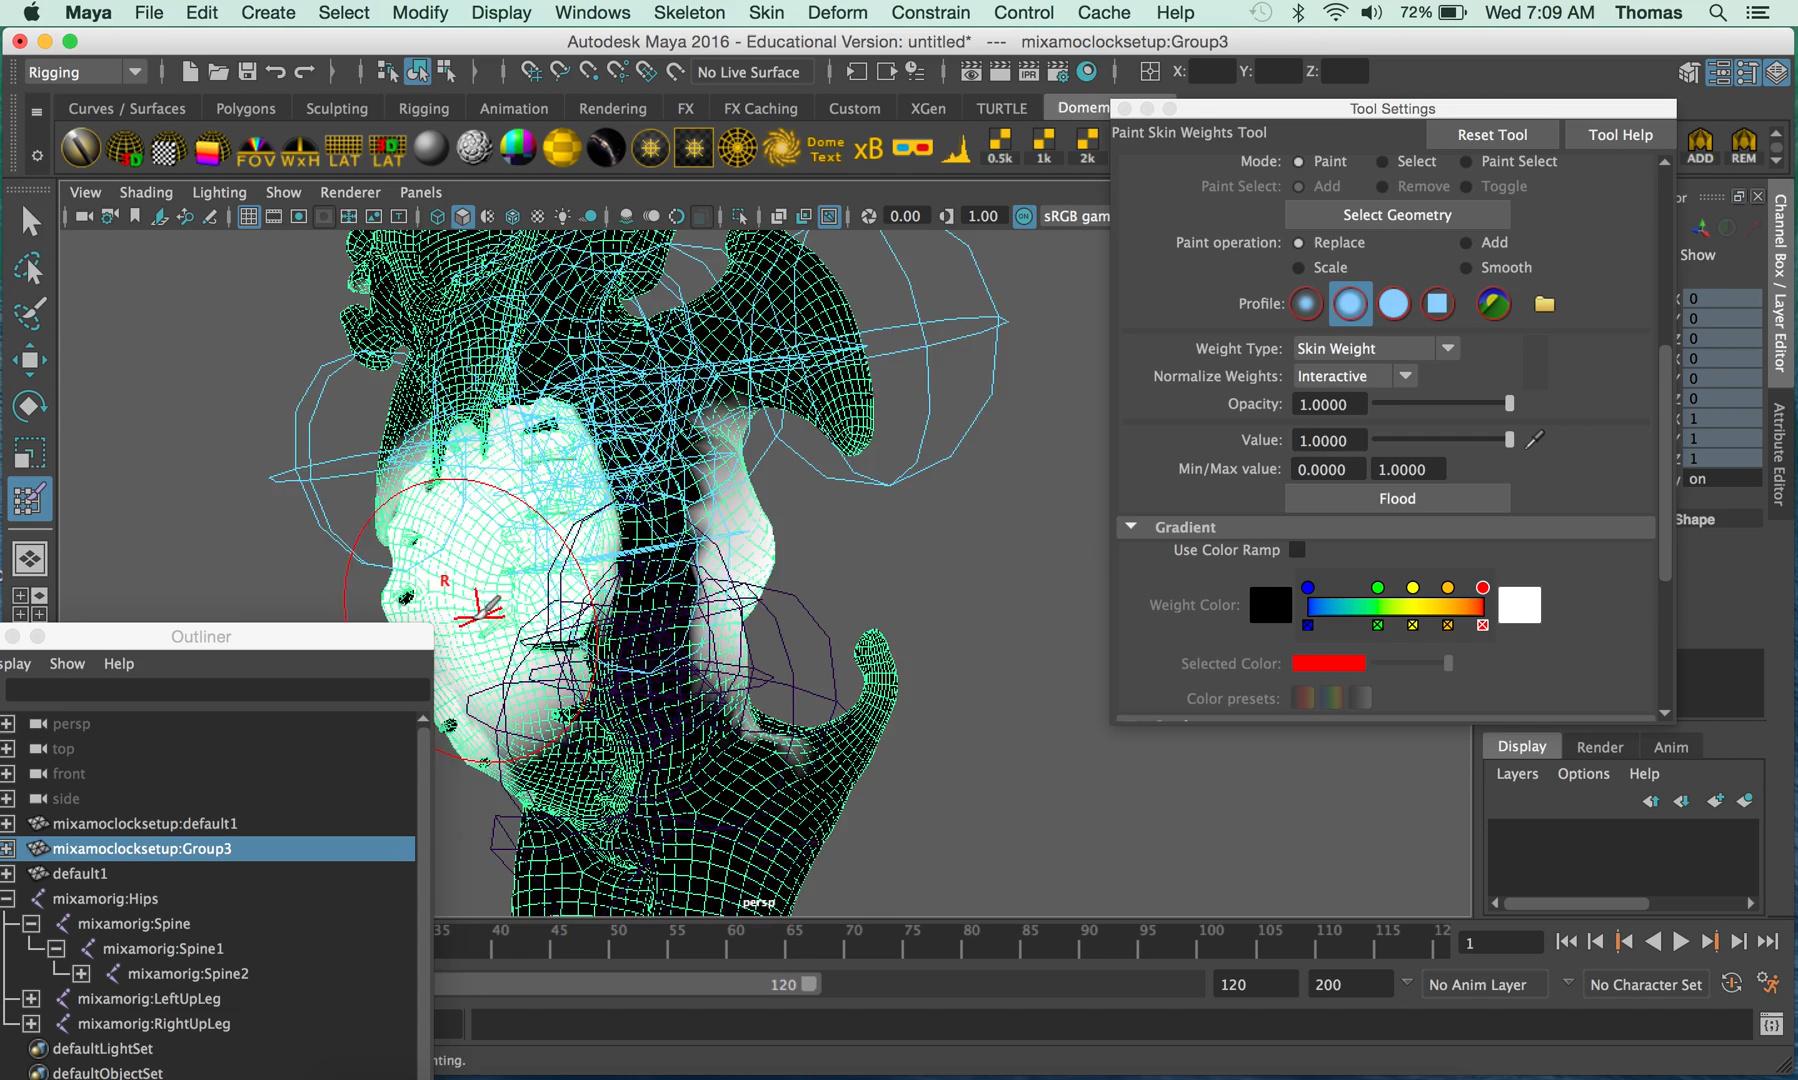 Maya File Edit Create Select Modify Display Windows Skeleton Skin Deform Constrain Control Cache Help 72% Wed 7:09 AM Thomas
Autodesk Maya 2016 - Educational Version: untitled* --- mixamoclocksetup:Group3
Rigging No Live Surface IPR X: Y: Z:
Curves / Surfaces Polygons Sculpting Rigging Animation Rendering FX FX Caching Custom XGen TURTLE Domem
3D FOV WxH LAT 3D LAT Dome Text xB 0.5k 1k 2k ADD REM
Tool Settings
Paint Skin Weights Tool Reset Tool Tool Help
Mode: Paint Select Paint Select
Paint Select: Add Remove Toggle
Select Geometry
Paint operation: Replace Add
Scale Smooth
Profile:
Weight Type: Skin Weight
Normalize Weights: Interactive
Opacity: 1.0000
Value: 1.0000
Min/Max value: 0.0000 1.0000
Flood
Gradient
Use Color Ramp
Weight Color:
Selected Color:
Color presets:
View Shading Lighting Show Renderer Panels
0.00 1.00 ON sRGB gam
R
persp
or
Show
0
0
0
0
0
0
1
1
1
on
Shape
Channel Box / Layer Editor
Attribute Editor
Outliner
splay Show Help
persp
top
front
side
mixamoclocksetup:default1
mixamoclocksetup:Group3
default1
mixamorig:Hips
mixamorig:Spine
mixamorig:Spine1
mixamorig:Spine2
mixamorig:LeftUpLeg
mixamorig:RightUpLeg
defaultLightSet
defaultObjectSet
Display Render Anim
Layers Options Help
35 40 45 50 55 60 65 70 75 80 85 90 95 100 105 110 115 12 1
120 120 200 No Anim Layer No Character Set
nting.